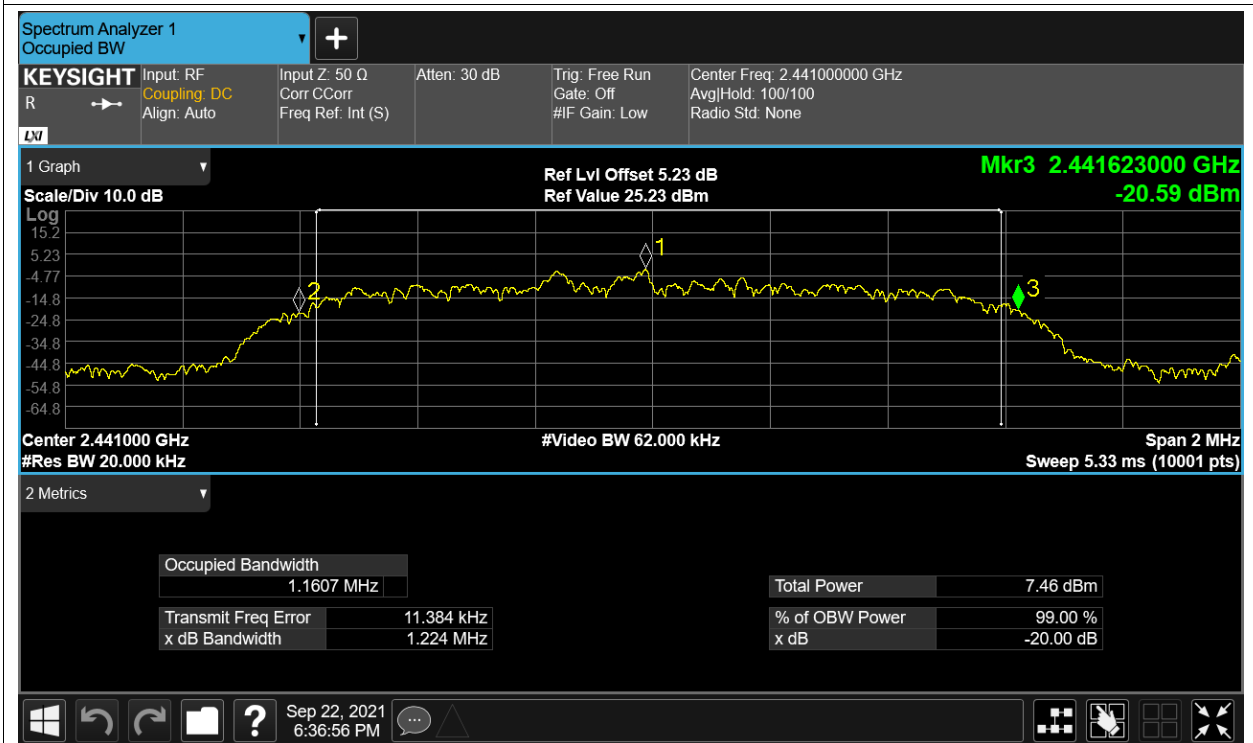 Spectrum Analyzer 1
Occupied BW
KEYSIGHT
R
LXI
Input: RF
Coupling: DC
Align: Auto
Input Z: 50 Ω
Corr CCorr
Freq Ref: Int (S)
Atten: 30 dB
Trig: Free Run
Gate: Off
#IF Gain: Low
Center Freq: 2.441000000 GHz
Avg|Hold: 100/100
Radio Std: None
1 Graph
Scale/Div 10.0 dB
Ref Lvl Offset 5.23 dB
Ref Value 25.23 dBm
Mkr3 2.441623000 GHz
-20.59 dBm
Log
15.2
5.23
-4.77
-14.8
-24.8
-34.8
-44.8
-54.8
-64.8
1
2
3
Center 2.441000 GHz
#Res BW 20.000 kHz
#Video BW 62.000 kHz
Span 2 MHz
Sweep 5.33 ms (10001 pts)
2 Metrics
Occupied Bandwidth
1.1607 MHz
Transmit Freq Error 11.384 kHz
x dB Bandwidth 1.224 MHz
Total Power 7.46 dBm
% of OBW Power 99.00 %
x dB -20.00 dB
?
Sep 22, 2021
6:36:56 PM